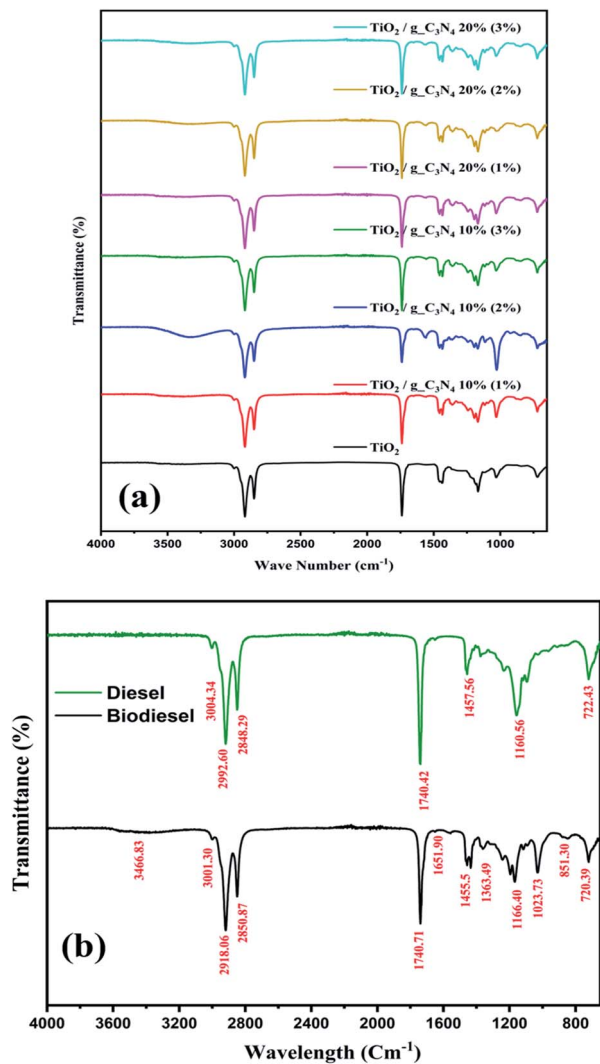 (a)
TiO2 / g_C3N4 20% (3%)
TiO2 / g_C3N4 20% (2%)
TiO2 / g_C3N4 20% (1%)
TiO2 / g_C3N4 10% (3%)
TiO2 / g_C3N4 10% (2%)
TiO2 / g_C3N4 10% (1%)
TiO2
Transmittance (%)
4000 3500 3000 2500 2000 1500 1000
Wave Number (cm-1)
(b)
Diesel
Biodiesel
3004.34
2992.60
2848.29
1740.42
1457.56
1160.56
722.43
3466.83
3001.30
2918.06
2850.87
1740.71
1651.90
1455.5
1363.49
1166.40
1023.73
851.30
720.39
Transmittance (%)
4000 3600 3200 2800 2400 2000 1600 1200 800
Wavelength (Cm-1)